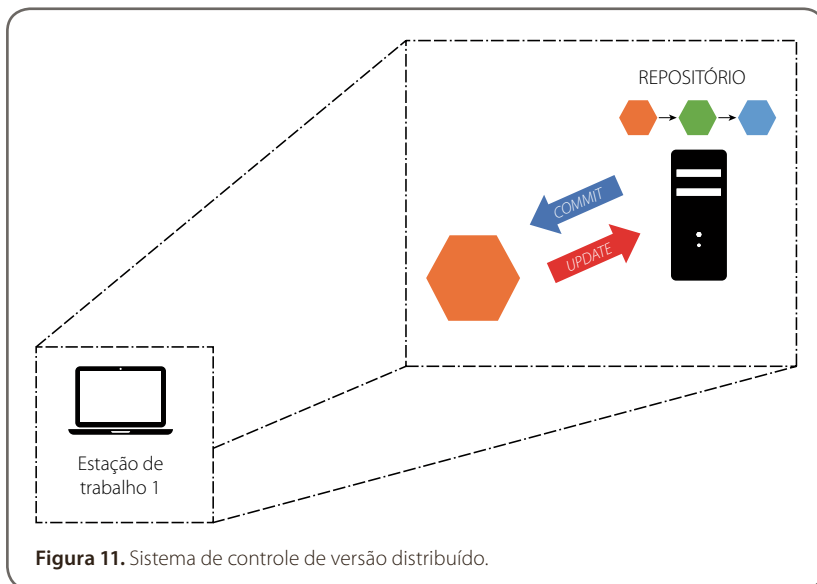 REPOSITÓRIO
COMMIT
UPDATE
Estação de
trabalho 1
Figura 11. Sistema de controle de versão distribuído.